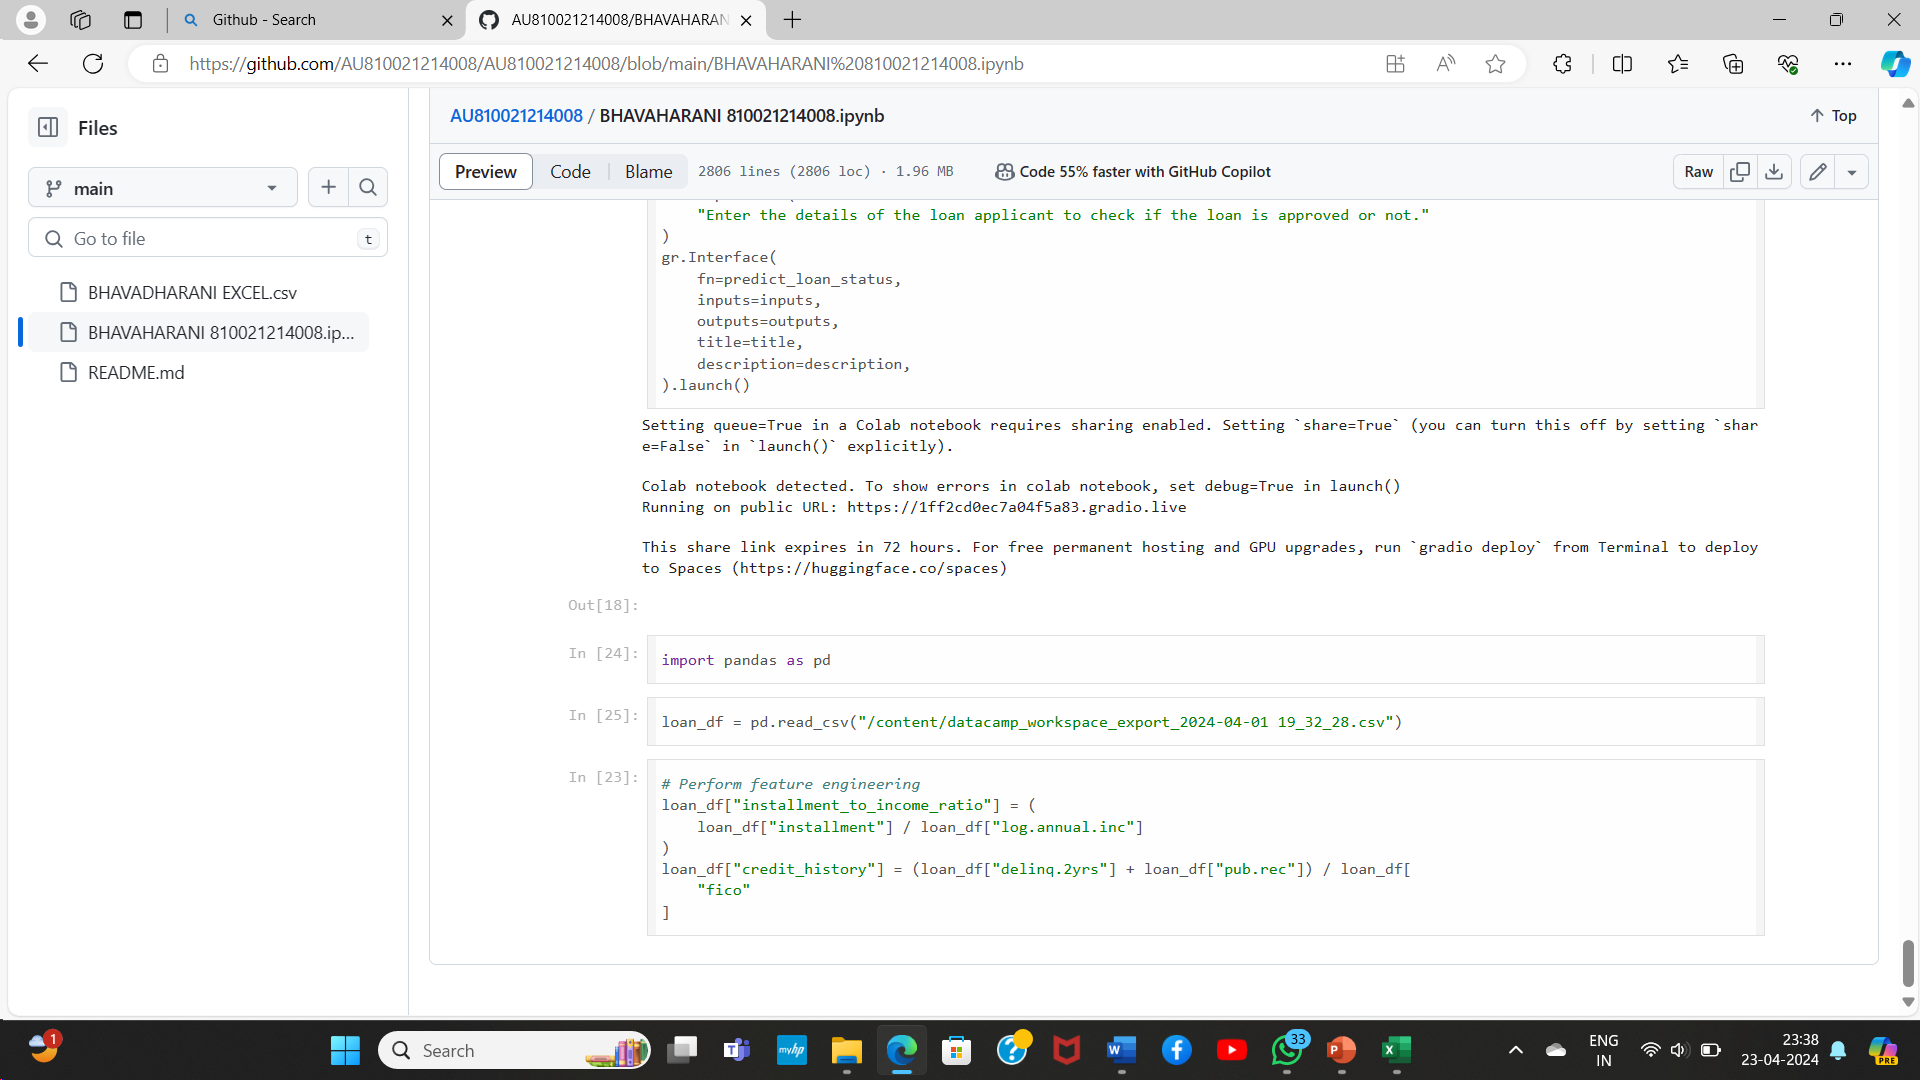 Github - Search
AU810021214008/BHAVAHARAN
https://github.com/AU810021214008/AU810021214008/blob/main/BHAVAHARANI%20810021214008.ipynb
Files
AU810021214008 / BHAVAHARANI 810021214008.ipynb
Top
main
Preview Code Blame 2806 lines (2806 loc) · 1.96 MB Code 55% faster with GitHub Copilot Raw
Go to file t
BHAVADHARANI EXCEL.csv
BHAVAHARANI 810021214008.ip...
README.md
"Enter the details of the loan applicant to check if the loan is approved or not."
)
gr.Interface(
fn=predict_loan_status,
inputs=inputs,
outputs=outputs,
title=title,
description=description,
).launch()
Setting queue=True in a Colab notebook requires sharing enabled. Setting `share=True` (you can turn this off by setting `shar
e=False` in `launch()` explicitly).
Colab notebook detected. To show errors in colab notebook, set debug=True in launch()
Running on public URL: https://1ff2cd0ec7a04f5a83.gradio.live
This share link expires in 72 hours. For free permanent hosting and GPU upgrades, run `gradio deploy` from Terminal to deploy
to Spaces (https://huggingface.co/spaces)
Out[18]:
In [24]: import pandas as pd
In [25]: loan_df = pd.read_csv("/content/datacamp_workspace_export_2024-04-01 19_32_28.csv")
In [23]: # Perform feature engineering
loan_df["installment_to_income_ratio"] = (
loan_df["installment"] / loan_df["log.annual.inc"]
)
loan_df["credit_history"] = (loan_df["delinq.2yrs"] + loan_df["pub.rec"]) / loan_df[
"fico"
]
1
Search
myhp
33
ENG
IN
23:38
23-04-2024
PRE